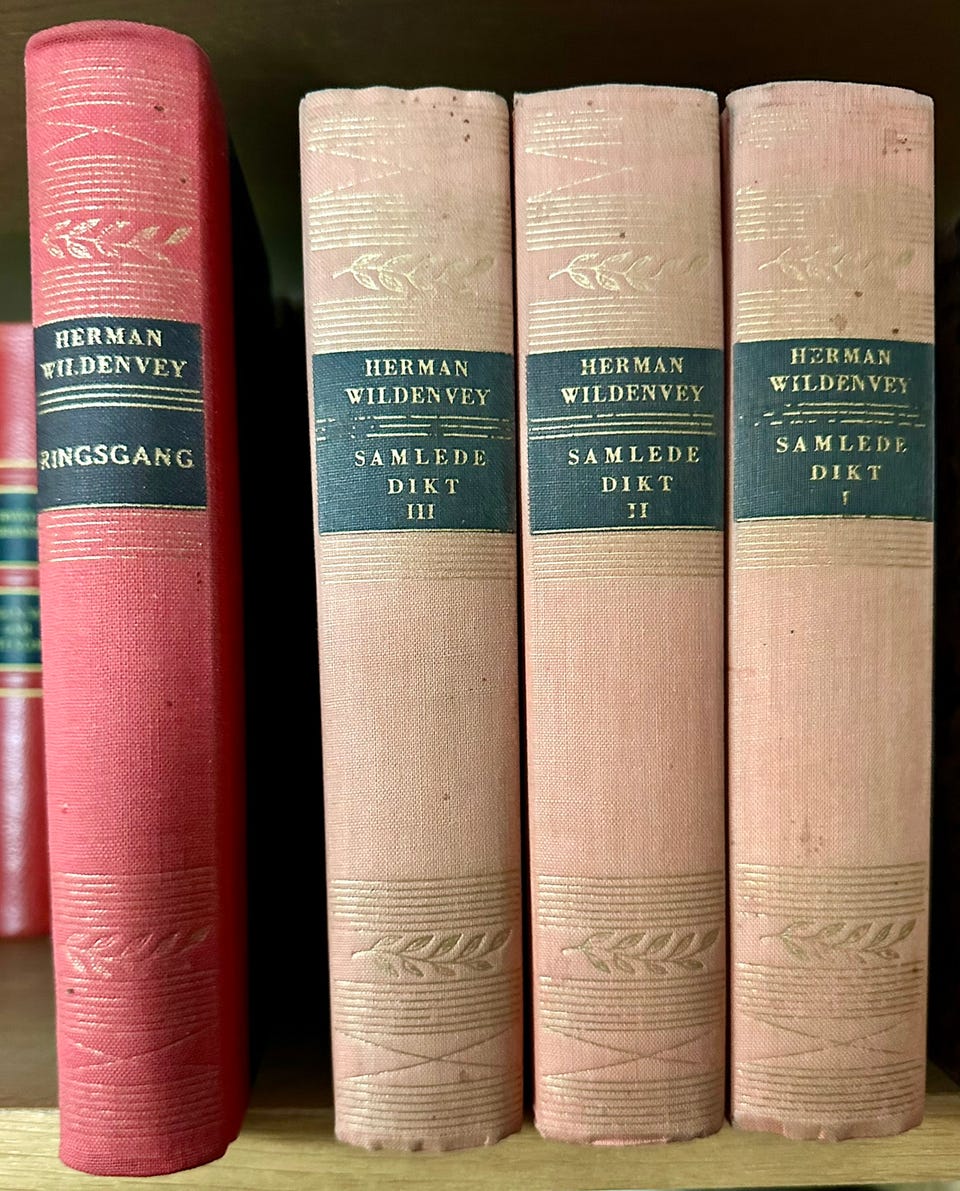 HERMAN
WILDENVEY
RINGSGANG
HERMAN
WILDENVEY
SAMLEDE
DIKT
III
HERMAN
WILDENVEY
SAMLEDE
DIKT
II
HERMAN
WILDENVEY
SAMLEDE
DIKT
I